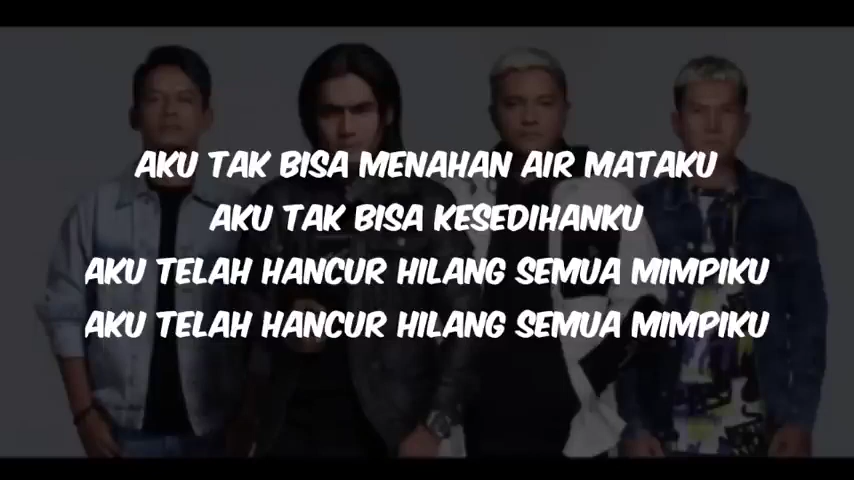 AKU TAK BISA MENAHAN AIR MATAKU
AKU TAK BISA KESEDIHANKU
AKU TELAH HANCUR HILANG SEMUA MIMPIKU
AKU TELAH HANCUR HILANG SEMUA MIMPIKU